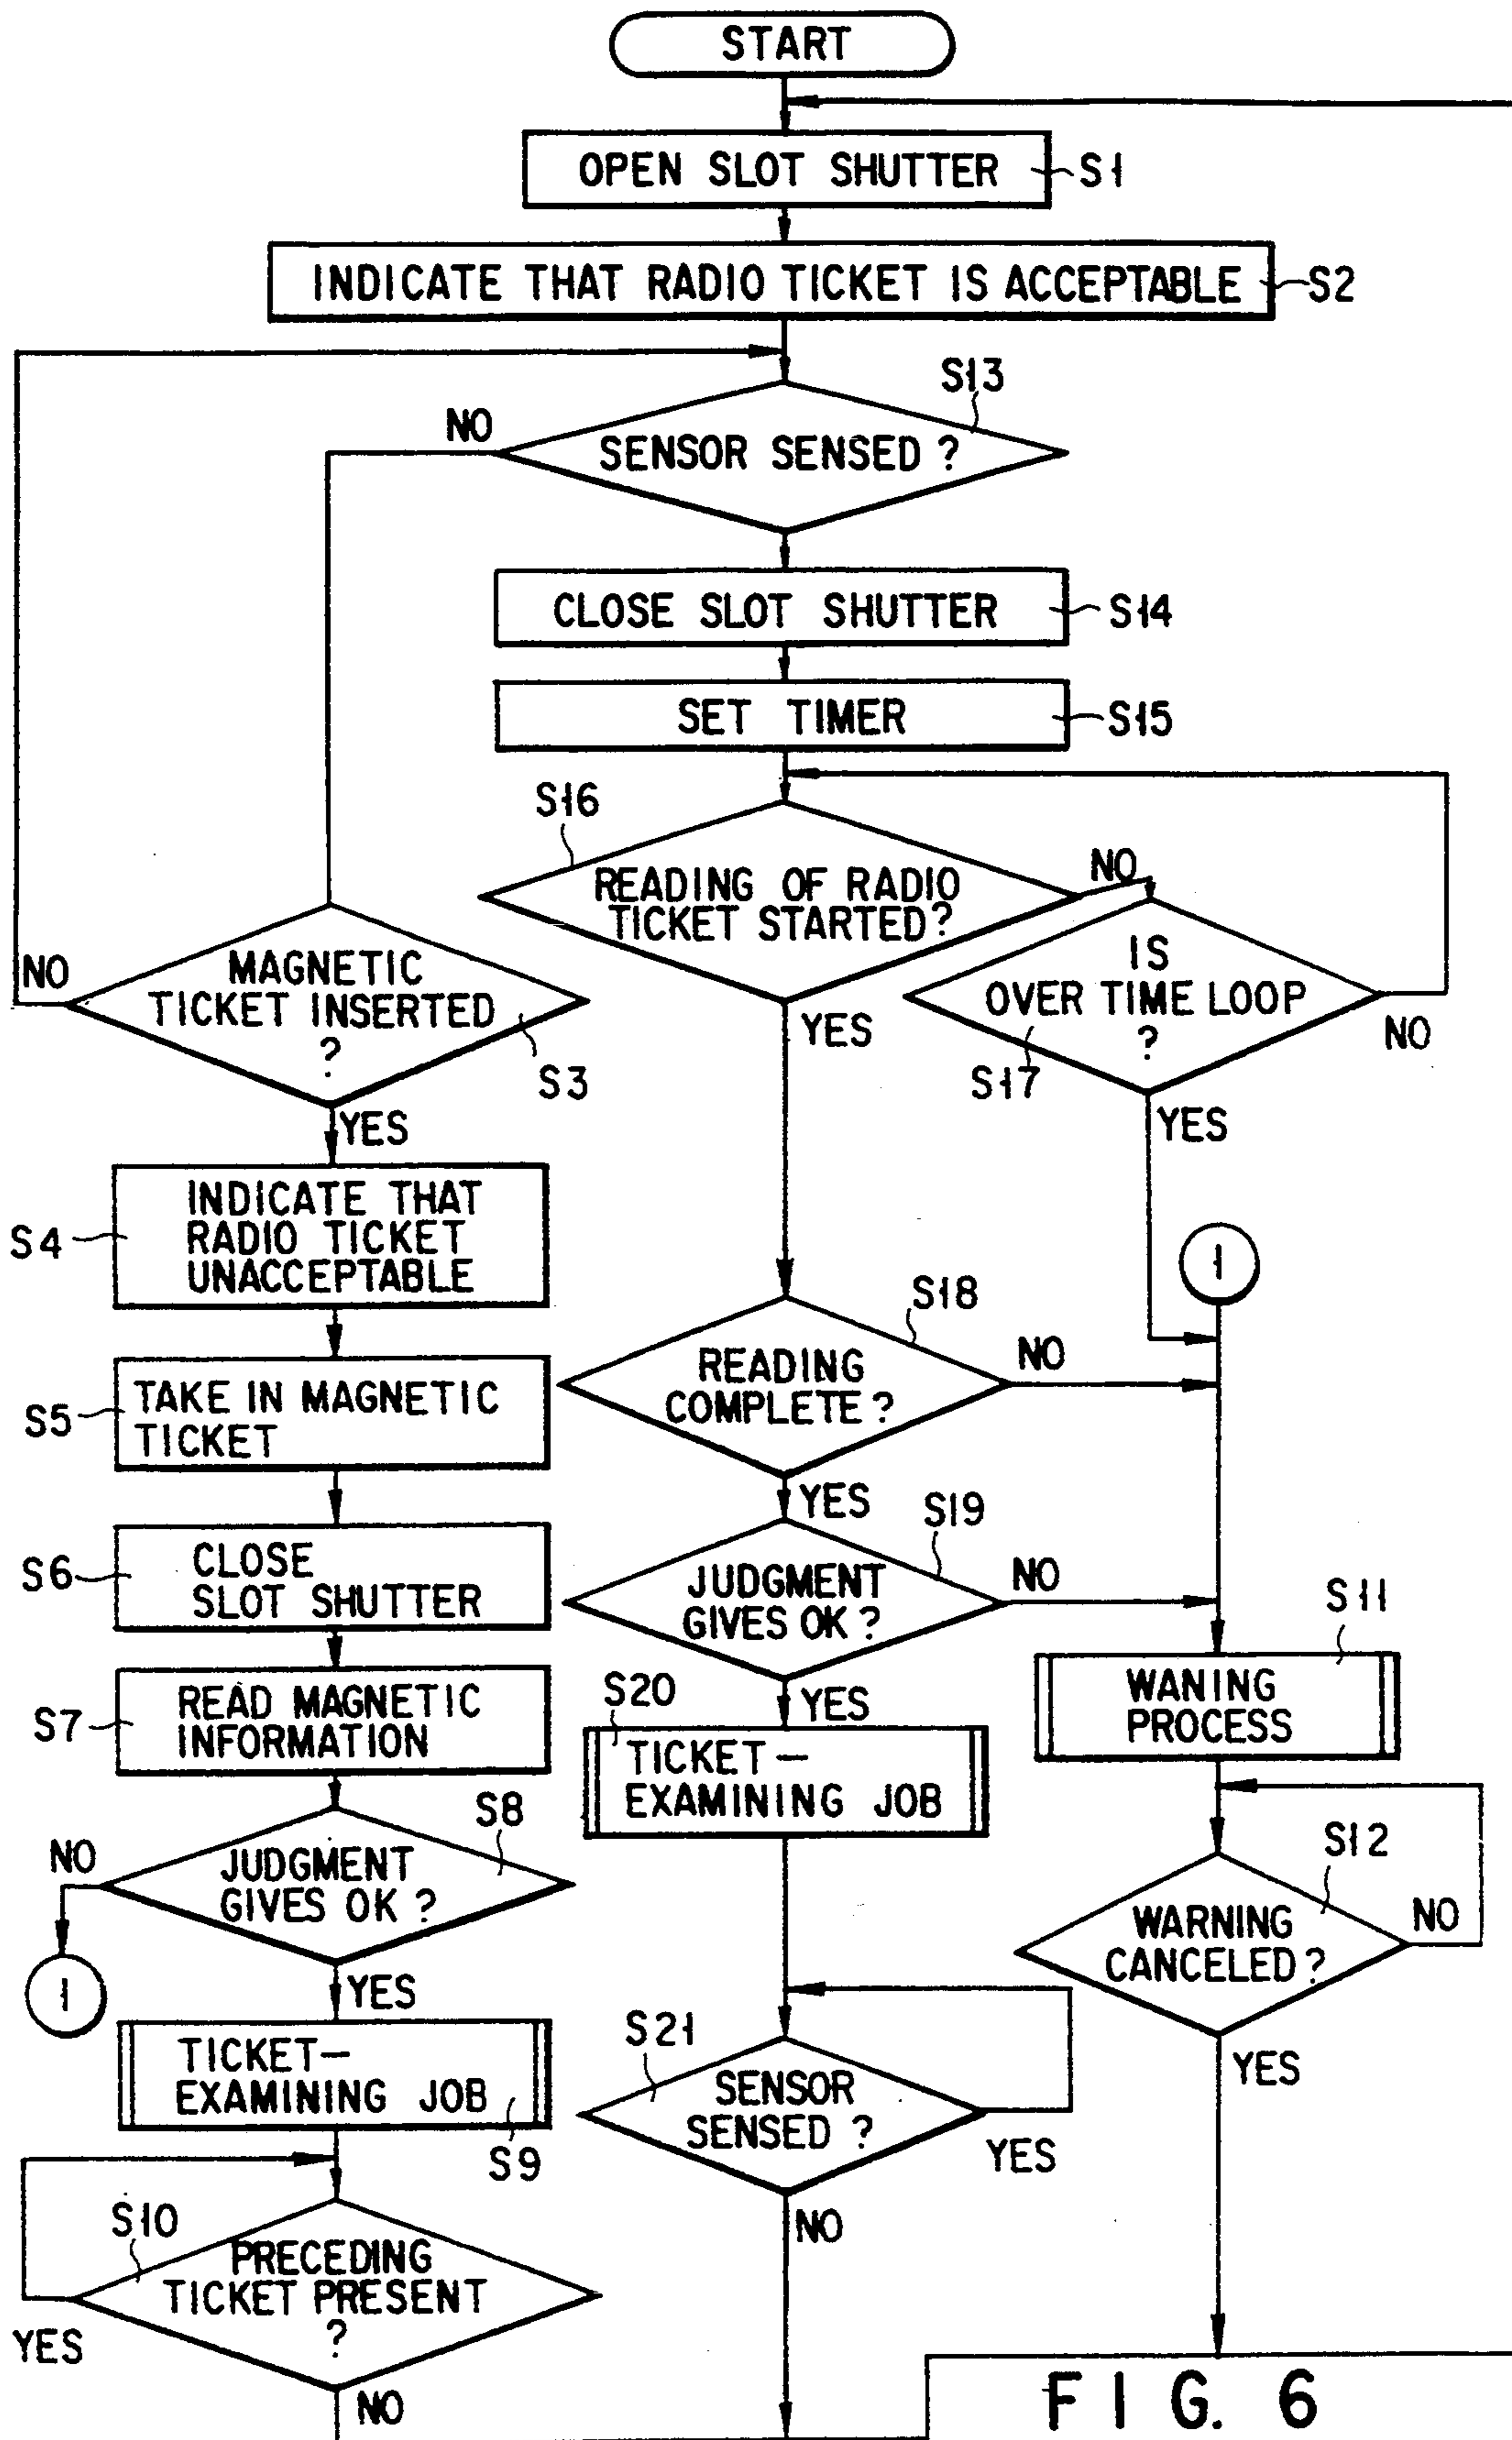 START
OPEN SLOT SHUTTER
S1
INDICATE THAT RADIO TICKET IS ACCEPTABLE
S2
S13
NO
SENSOR SENSED ?
CLOSE SLOT SHUTTER
S14
SET TIMER
S15
S16
READING OF RADIO
TICKET STARTED?
NO
YES
IS
OVER TIME LOOP
?
S17
NO
YES
NO
MAGNETIC
TICKET INSERTED
?
S3
YES
INDICATE THAT
RADIO TICKET
UNACCEPTABLE
S4
TAKE IN MAGNETIC
TICKET
S5
CLOSE
SLOT SHUTTER
S6
READ MAGNETIC
INFORMATION
S7
S8
NO
JUDGMENT
GIVES OK ?
1
YES
TICKET-
EXAMINING JOB
S9
S10
PRECEDING
TICKET PRESENT
?
YES
NO
S18
READING
COMPLETE ?
NO
YES
S19
JUDGMENT
GIVES OK ?
NO
YES
S20
TICKET-
EXAMINING JOB
S21
SENSOR
SENSED ?
YES
NO
1
S11
WANING
PROCESS
S12
WARNING
CANCELED ?
NO
YES
FIG. 6